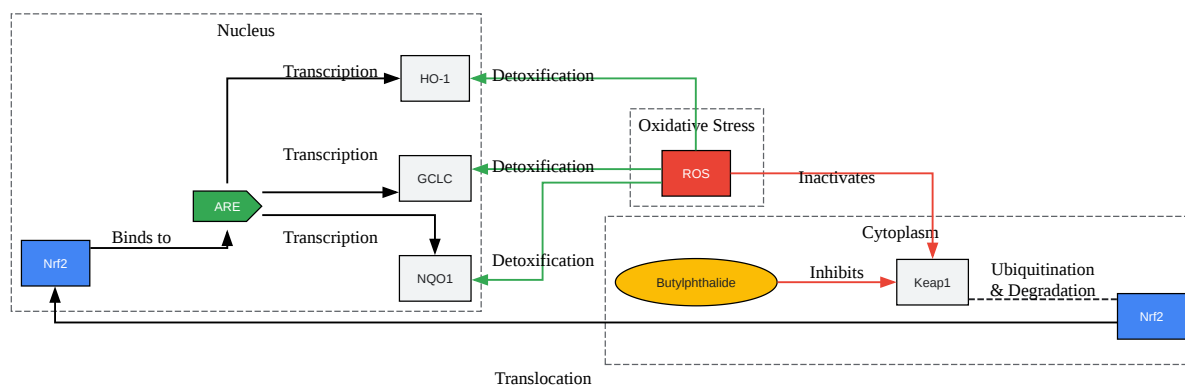 Nucleus
Transcription
HO-1
Detoxification
Oxidative Stress
Transcription
GCLC
Detoxification
ROS
Inactivates
ARE
Binds to
Transcription
Cytoplasm
Nrf2
NQO1
Detoxification
Butylphthalide
Inhibits
Keap1
Ubiquitination
& Degradation
Nrf2
Translocation